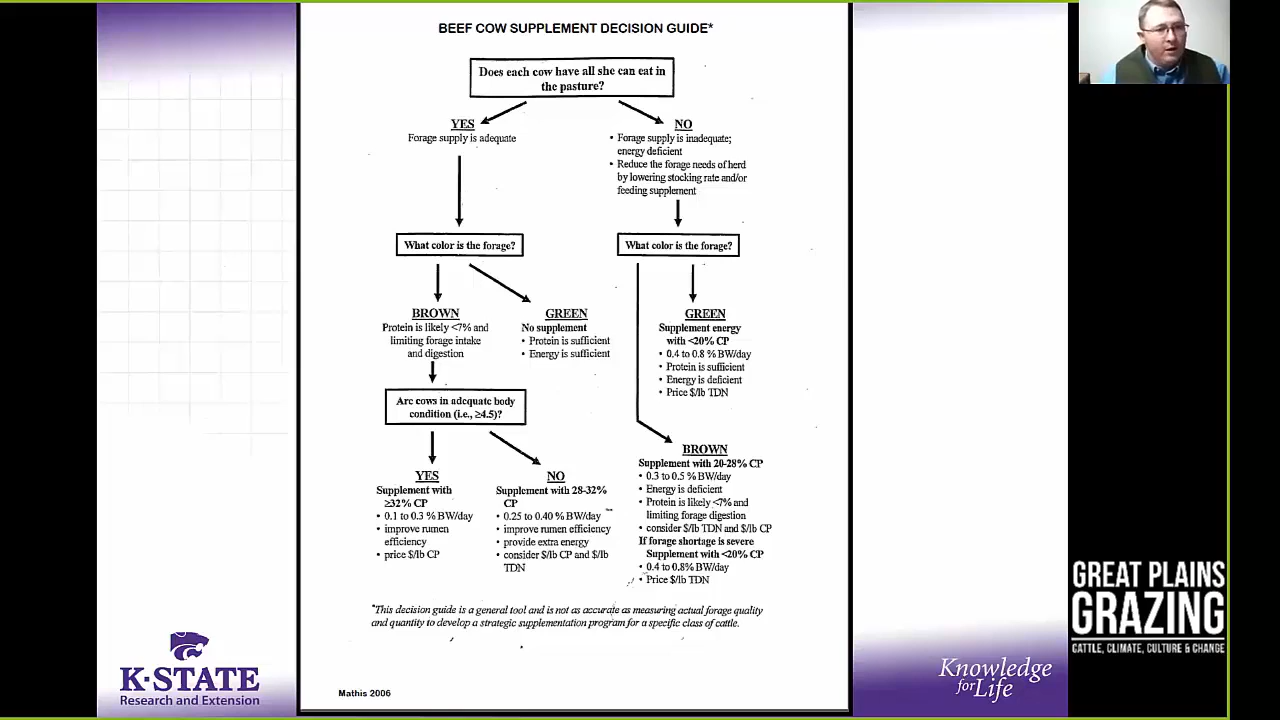 BEEF COW SUPPLEMENT DECISION GUIDE*
Does each cow have all she can eat in
the pasture?
YES
Forage supply is adequate
NO
• Forage supply is inadequate;
energy deficient
• Reduce the forage needs of herd
by lowering stocking rate and/or
feeding supplement
What color is the forage?
What color is the forage?
BROWN
Protein is likely <7% and
limiting forage intake
and digestion
GREEN
No supplement
• Protein is sufficient
• Energy is sufficient
GREEN
Supplement energy
with <20% CP
• 0.4 to 0.8 % BW/day
• Protein is sufficient
• Energy is deficient
• Price $/lb TDN
Are cows in adequate body
condition (i.e., ≥4.5)?
YES
Supplement with
≥32% CP
• 0.1 to 0.3 % BW/day
• improve rumen
efficiency
• price $/lb CP
NO
Supplement with 28-32%
CP
• 0.25 to 0.40 % BW/day
• improve rumen efficiency
• provide extra energy
• consider $/lb CP and $/lb
TDN
BROWN
Supplement with 20-28% CP
• 0.3 to 0.5 % BW/day
• Energy is deficient
• Protein is likely <7% and
limiting forage digestion
• consider $/lb TDN and $/lb CP
If forage shortage is severe
Supplement with <20% CP
• 0.4 to 0.8% BW/day
• Price $/lb TDN
*This decision guide is a general tool and is not as accurate as measuring actual forage quality
and quantity to develop a strategic supplementation program for a specific class of cattle.
Mathis 2006
K-STATE
Research and Extension
Knowledge
for Life
GREAT PLAINS
GRAZING
CATTLE, CLIMATE, CULTURE & CHANGE